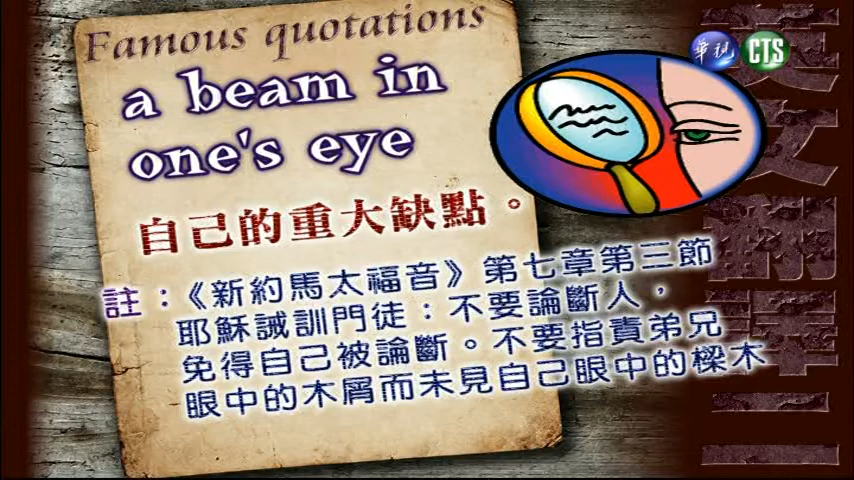 Famous quotations
華視 CTS
a beam in
one's eye
自己的重大缺點。
註：《新約馬太福音》第七章第三節
耶穌誡訓門徒：不要論斷人，
免得自己被論斷。不要指責弟兄
眼中的木屑而未見自己眼中的樑木